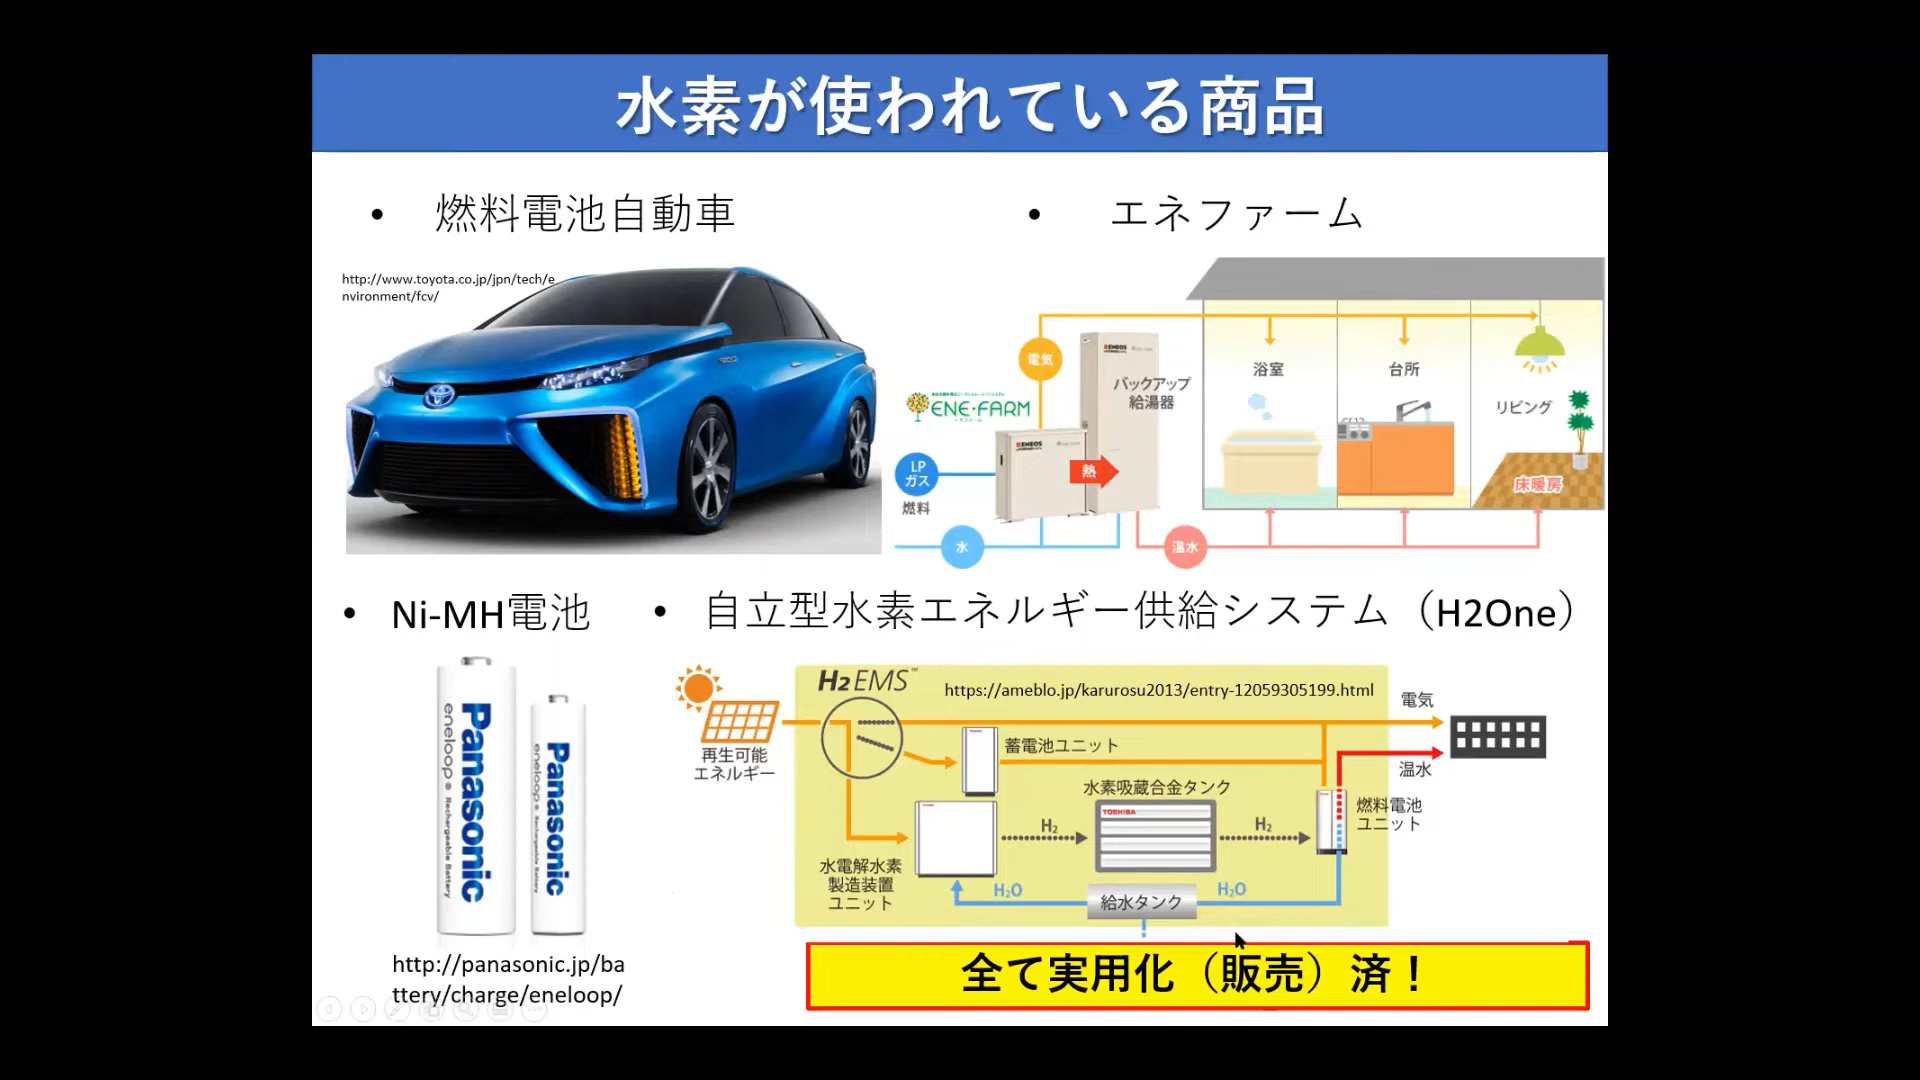 水素が使われている商品
• 燃料電池自動車
http://www.toyota.co.jp/jpn/tech/e
nvironment/fcv/
• エネファーム
電気
ENE・FARM
ENEOS
バックアップ
給湯器
ENEOS
LP
ガス
燃料
熱
水
温水
浴室
台所
リビング
床暖房
• Ni-MH電池
Panasonic
eneloop® Rechargeable Battery
Panasonic
eneloop® Rechargeable Battery
http://panasonic.jp/ba
ttery/charge/eneloop/
• 自立型水素エネルギー供給システム（H2One）
H2EMS™
https://ameblo.jp/karurosu2013/entry-12059305199.html
再生可能
エネルギー
蓄電池ユニット
水素吸蔵合金タンク
TOSHIBA
H₂
H₂
水電解水素
製造装置
ユニット
H₂O
給水タンク
H₂O
燃料電池
ユニット
電気
温水
全て実用化（販売）済！